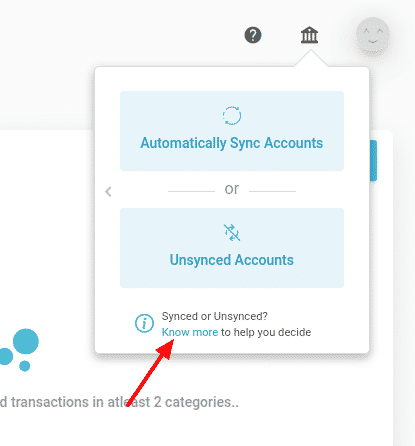 Automatically Sync Accounts
or
Unsynced Accounts
Synced or Unsynced?
Know more to help you decide
d transactions in atleast 2 categories..